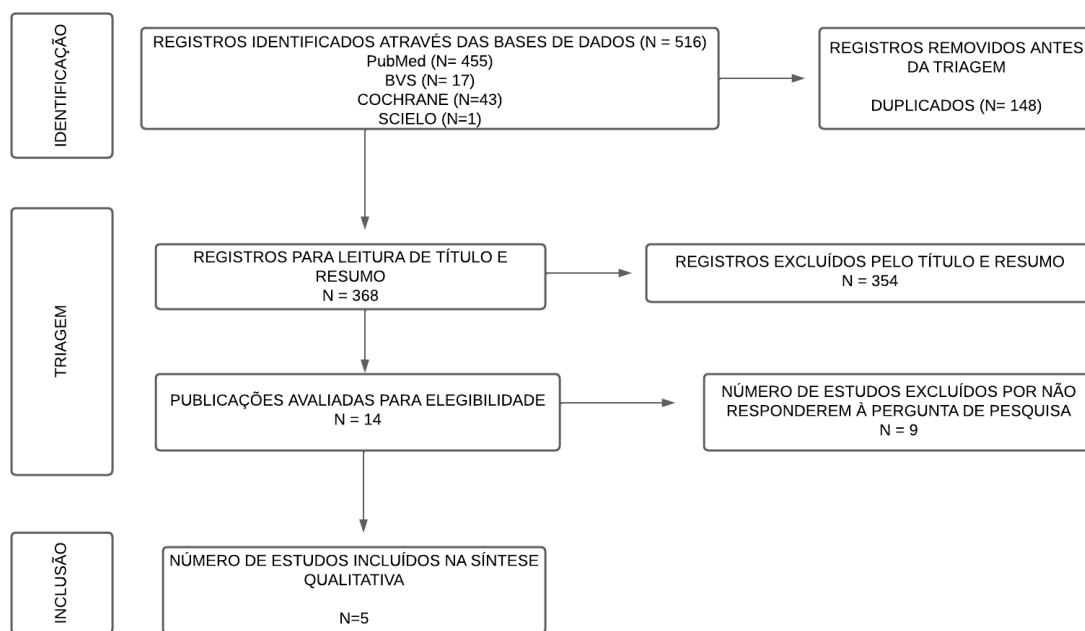 IDENTIFICAÇÃO
REGISTROS IDENTIFICADOS ATRAVÉS DAS BASES DE DADOS (N = 516)
PubMed (N= 455)
BVS (N= 17)
COCHRANE (N=43)
SCIELO (N=1)
REGISTROS REMOVIDOS ANTES
DA TRIAGEM
DUPLICADOS (N= 148)
TRIAGEM
REGISTROS PARA LEITURA DE TÍTULO E
RESUMO
N = 368
REGISTROS EXCLUÍDOS PELO TÍTULO E RESUMO
N = 354
PUBLICAÇÕES AVALIADAS PARA ELEGIBILIDADE
N = 14
NÚMERO DE ESTUDOS EXCLUÍDOS POR NÃO
RESPONDEREM À PERGUNTA DE PESQUISA
N = 9
INCLUSÃO
NÚMERO DE ESTUDOS INCLUÍDOS NA SÍNTESE
QUALITATIVA
N=5